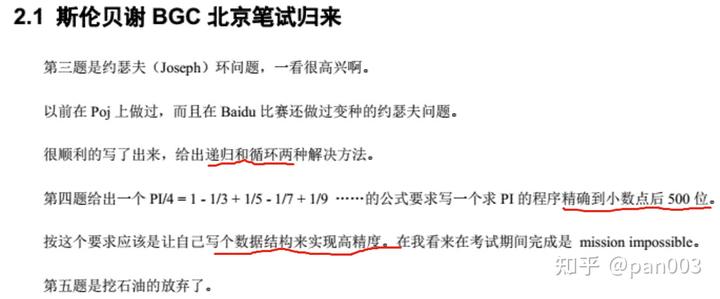 2.1 斯伦贝谢 BGC 北京笔试归来
第三题是约瑟夫（Joseph）环问题，一看很高兴啊。
以前在 Poj 上做过，而且在 Baidu 比赛还做过变种的约瑟夫问题。
很顺利的写了出来，给出递归和循环两种解决方法。
第四题给出一个 PI/4 = 1 - 1/3 + 1/5 - 1/7 + 1/9 ……的公式要求写一个求 PI 的程序精确到小数点后 500 位。
按这个要求应该是让自己写个数据结构来实现高精度。在我看来在考试期间完成是 mission impossible。
第五题是挖石油的放弃了。
知乎 @pan003